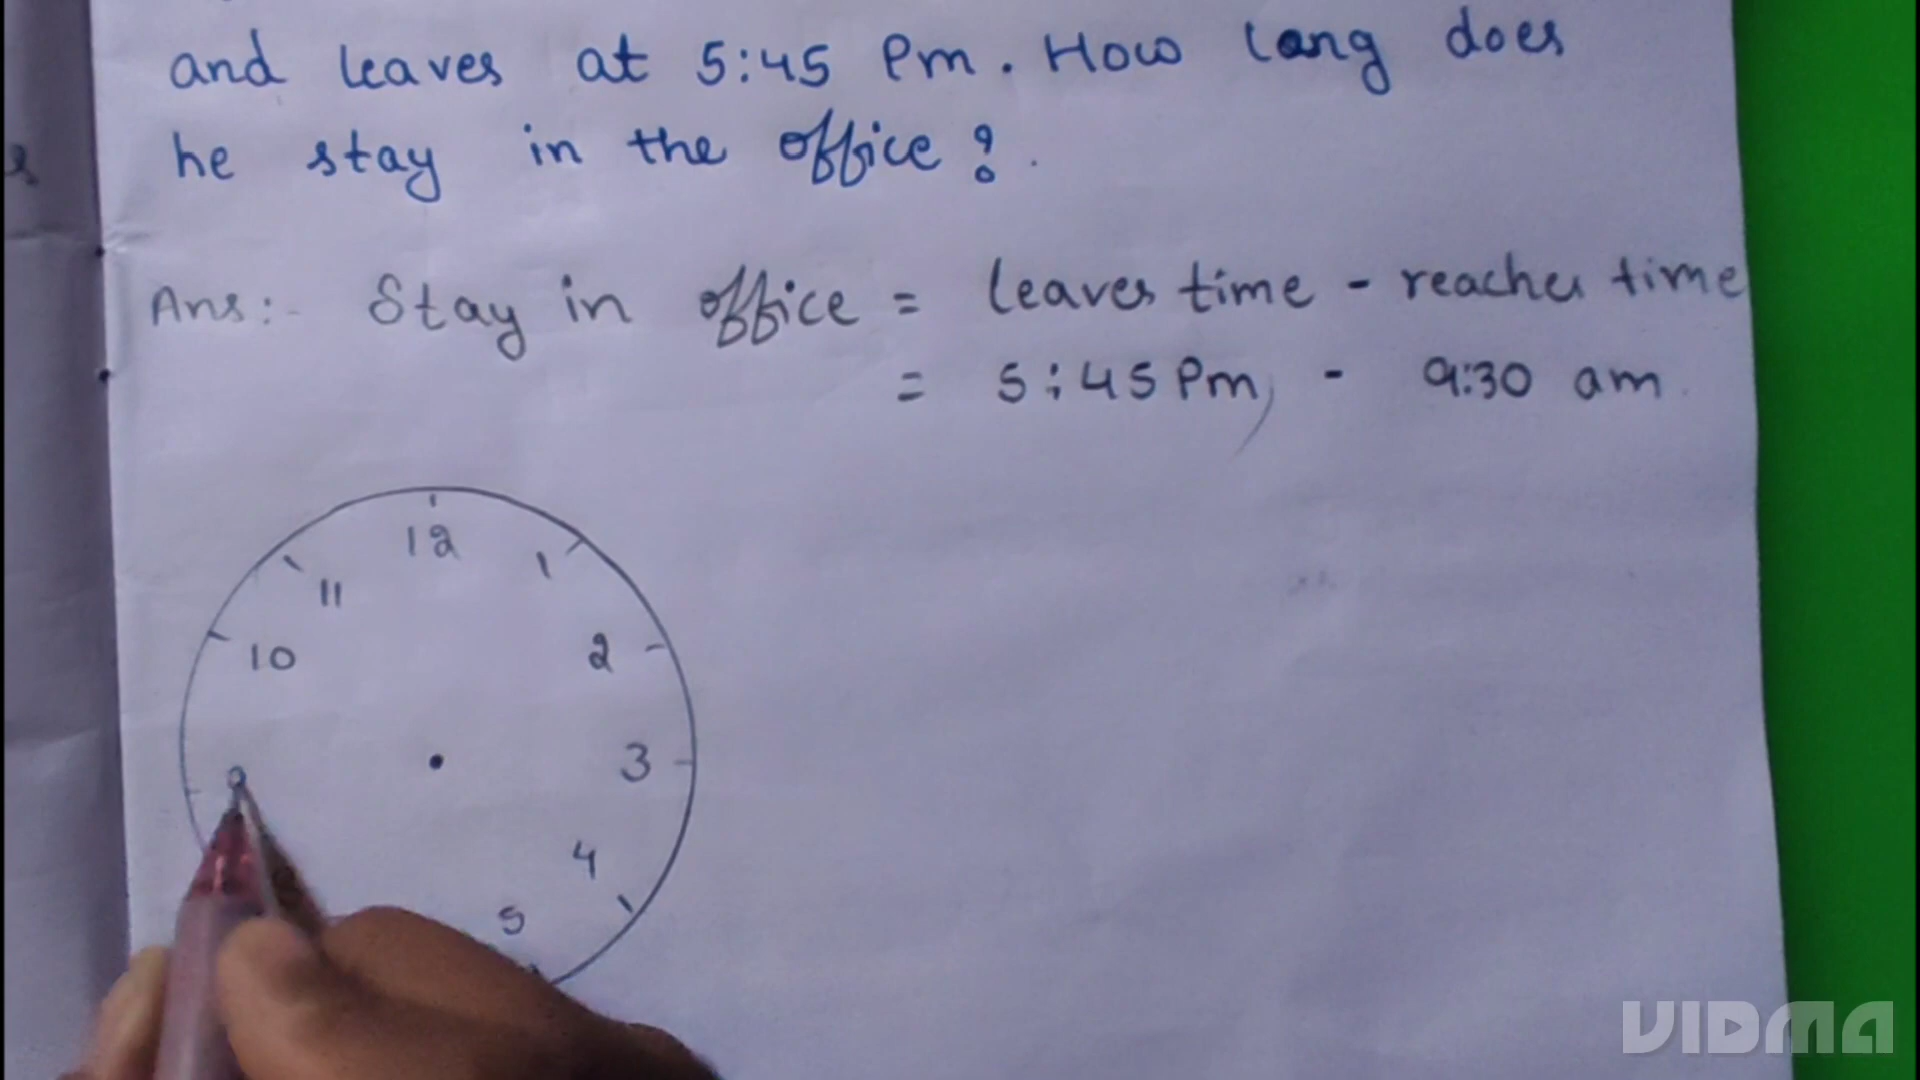 and leaves at 5:45 Pm. How long does
he stay in the office?
Ans:- Stay in office = leaves time - reaches time
= 5:45 Pm - 9:30 am
12
11
1
10
2
9
3
4
5
VIDMA